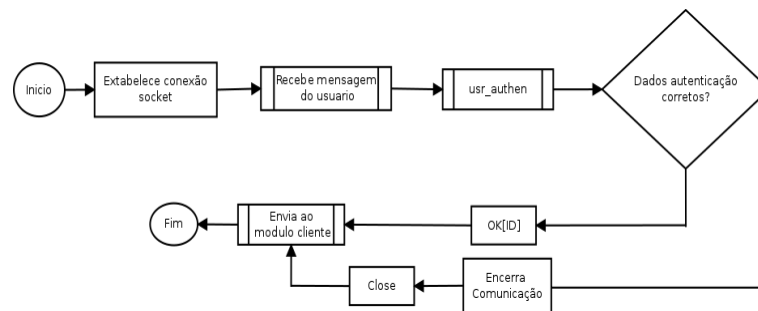 Inicio
Extabelece conexão
socket
Recebe mensagem
do usuario
usr_authen
Dados autenticação
corretos?
Fim
Envia ao
modulo cliente
OK[ID]
Close
Encerra
Comunicação